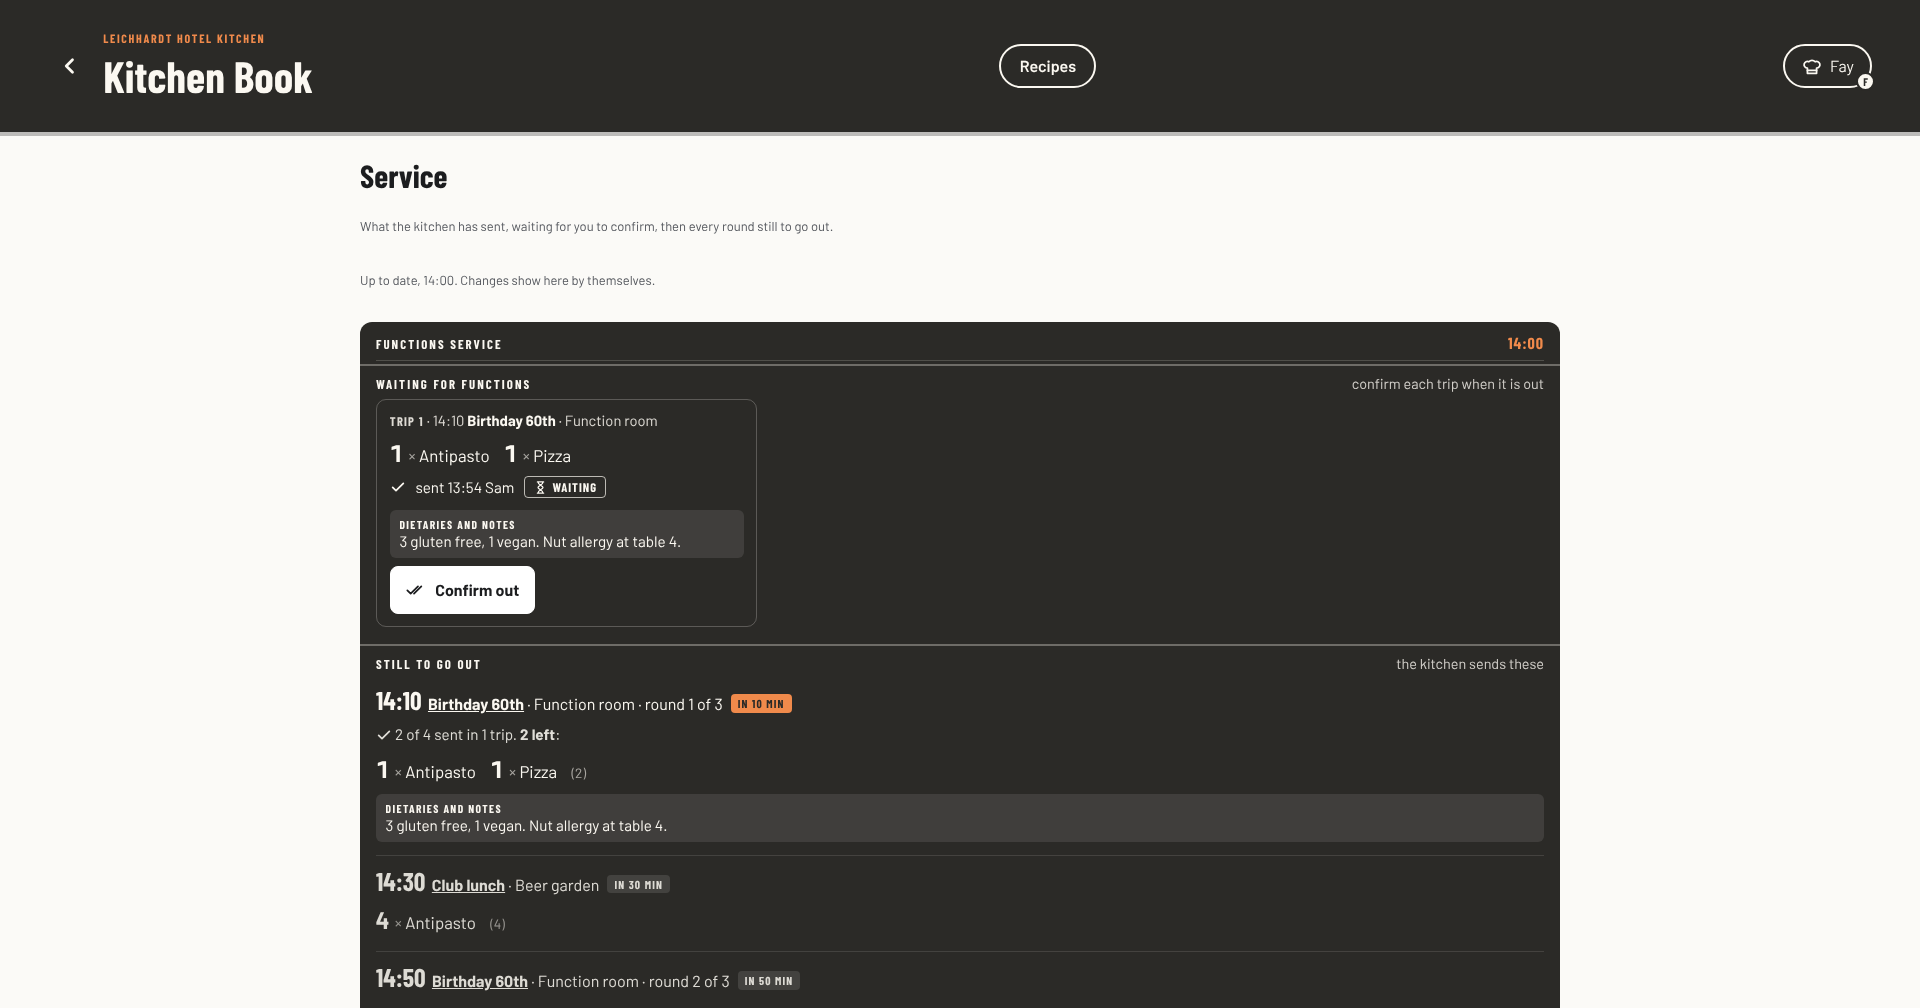 LEICHHARDT HOTEL KITCHEN
Kitchen Book
Recipes
Fay
F
Service
What the kitchen has sent, waiting for you to confirm, then every round still to go out.
Up to date, 14:00. Changes show here by themselves.
FUNCTIONS SERVICE 14:00
WAITING FOR FUNCTIONS confirm each trip when it is out
TRIP 1 · 14:10 Birthday 60th · Function room
1 × Antipasto 1 × Pizza
sent 13:54 Sam WAITING
DIETARIES AND NOTES
3 gluten free, 1 vegan. Nut allergy at table 4.
Confirm out
STILL TO GO OUT the kitchen sends these
14:10 Birthday 60th · Function room · round 1 of 3 IN 10 MIN
2 of 4 sent in 1 trip. 2 left:
1 × Antipasto 1 × Pizza (2)
DIETARIES AND NOTES
3 gluten free, 1 vegan. Nut allergy at table 4.
14:30 Club lunch · Beer garden IN 30 MIN
4 × Antipasto (4)
14:50 Birthday 60th · Function room · round 2 of 3 IN 50 MIN